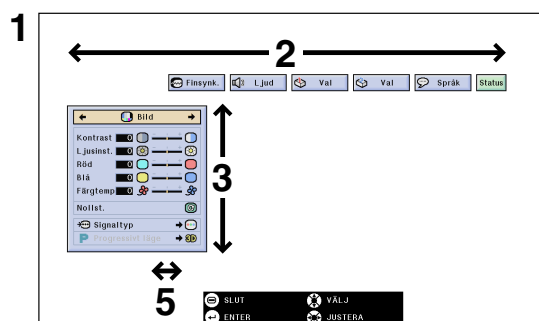 1
2
Finsynk. Ljud Val Val Språk Status
Bild
Kontrast 0
Ljusinst. 0
Röd 0
Blå 0
Färgtemp 0
3
Nollst.
Signaltyp
P Progressivt läge 3D
5
SLUT VÄLJ
ENTER JUSTERA